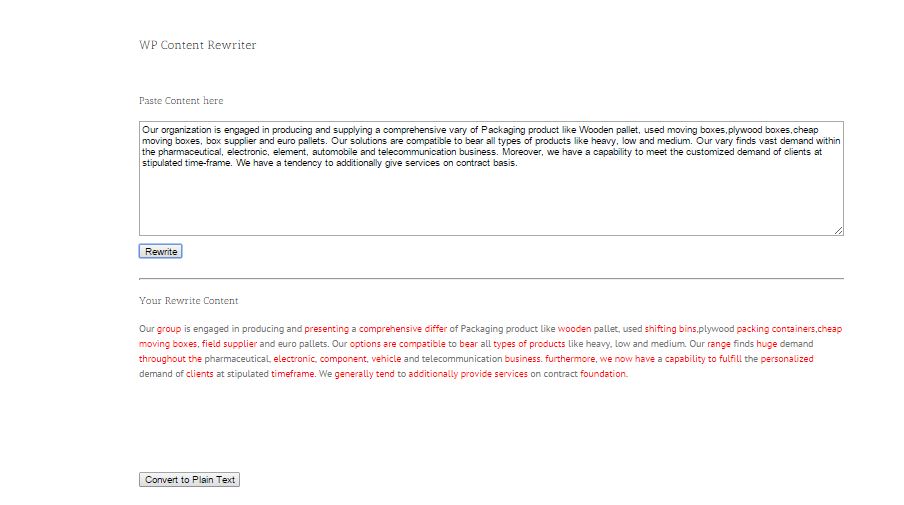 WP Content Rewriter
Paste Content here
Our organization is engaged in producing and supplying a comprehensive vary of Packaging product like Wooden pallet, used moving boxes,plywood boxes,cheap
moving boxes, box supplier and euro pallets. Our solutions are compatible to bear all types of products like heavy, low and medium. Our vary finds vast demand within
the pharmaceutical, electronic, element, automobile and telecommunication business. Moreover, we have a capability to meet the customized demand of clients at
stipulated time-frame. We have a tendency to additionally give services on contract basis.
Rewrite
Your Rewrite Content
Our group is engaged in producing and presenting a comprehensive differ of Packaging product like wooden pallet, used shifting bins,plywood packing containers,cheap
moving boxes, field supplier and euro pallets. Our options are compatible to bear all types of products like heavy, low and medium. Our range finds huge demand
throughout the pharmaceutical, electronic, component, vehicle and telecommunication business. furthermore, we now have a capability to fulfill the personalized
demand of clients at stipulated timeframe. We generally tend to additionally provide services on contract foundation.
Convert to Plain Text